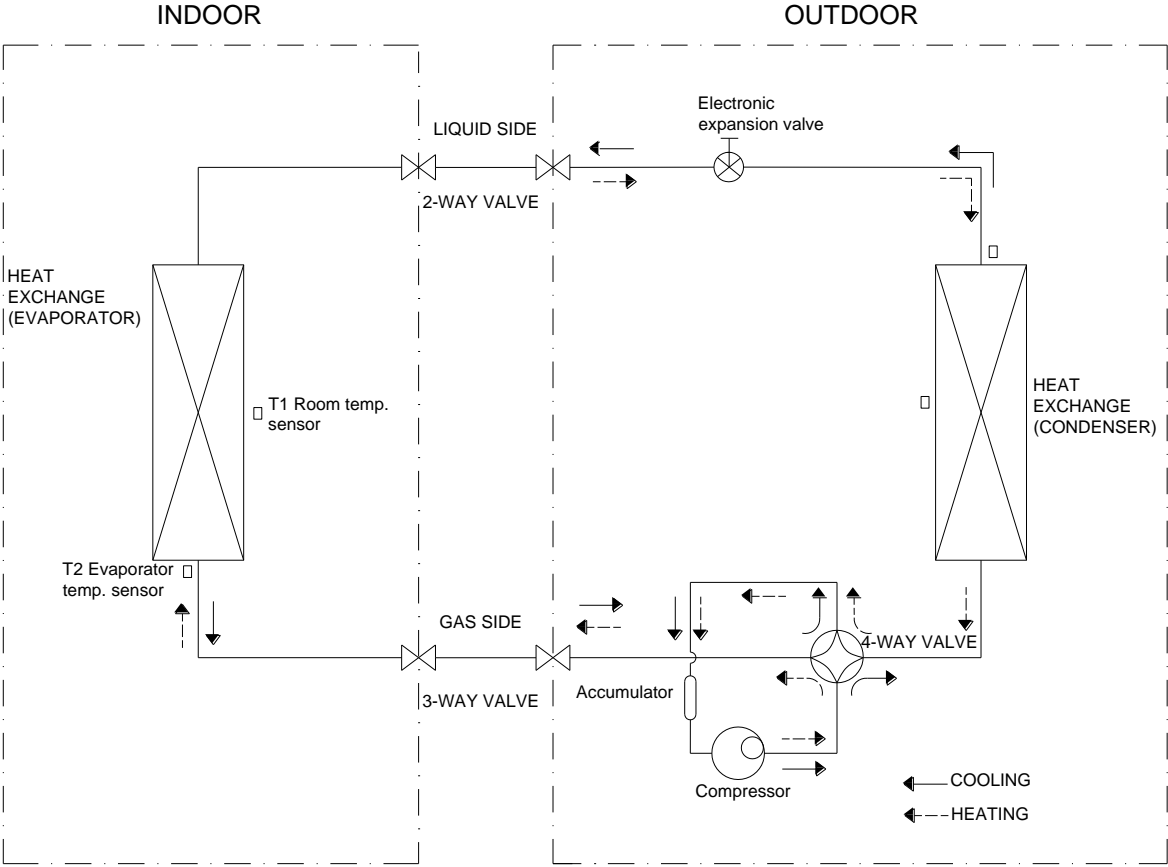 INDOOR
OUTDOOR
Electronic
expansion valve
LIQUID SIDE
2-WAY VALVE
HEAT
EXCHANGE
(EVAPORATOR)
T1 Room temp.
sensor
HEAT
EXCHANGE
(CONDENSER)
T2 Evaporator
temp. sensor
GAS SIDE
4-WAY VALVE
3-WAY VALVE
Accumulator
Compressor
COOLING
HEATING